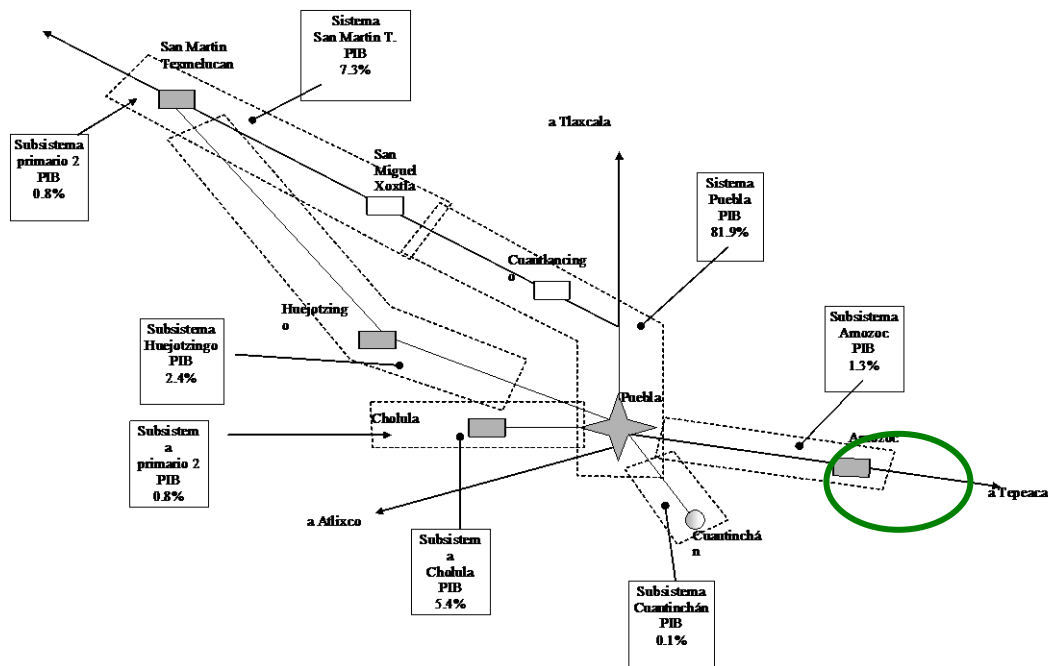 Sistema
San Martin T.
PIB
7.3%
San Martin
Texmelucan
a Tlaxcala
Subsistema
primario 2
PIB
0.8%
San
Miguel
Xoxtla
Sistema
Puebla
PIB
81.9%
Cuautlancing
o
Huejotzing
o
Subsistema
Huejotzingo
PIB
2.4%
Subsistema
Amozoc
PIB
1.3%
Puebla
Cholula
Amozoc
Subsistem
a
primario 2
PIB
0.8%
a Tepeaca
a Atlixco
Cuautinchá
n
Subsistem
a
Cholula
PIB
5.4%
Subsistema
Cuautinchán
PIB
0.1%